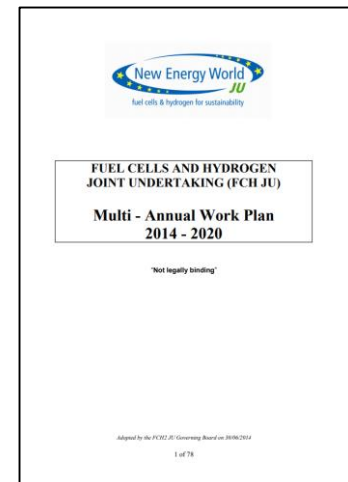 New Energy World
JU
fuel cells & hydrogen for sustainability
FUEL CELLS AND HYDROGEN
JOINT UNDERTAKING (FCH JU)
Multi - Annual Work Plan
2014 - 2020
"Not legally binding"
Adopted by the FCH2 JU Governing Board on 30/06/2014
1 of 78